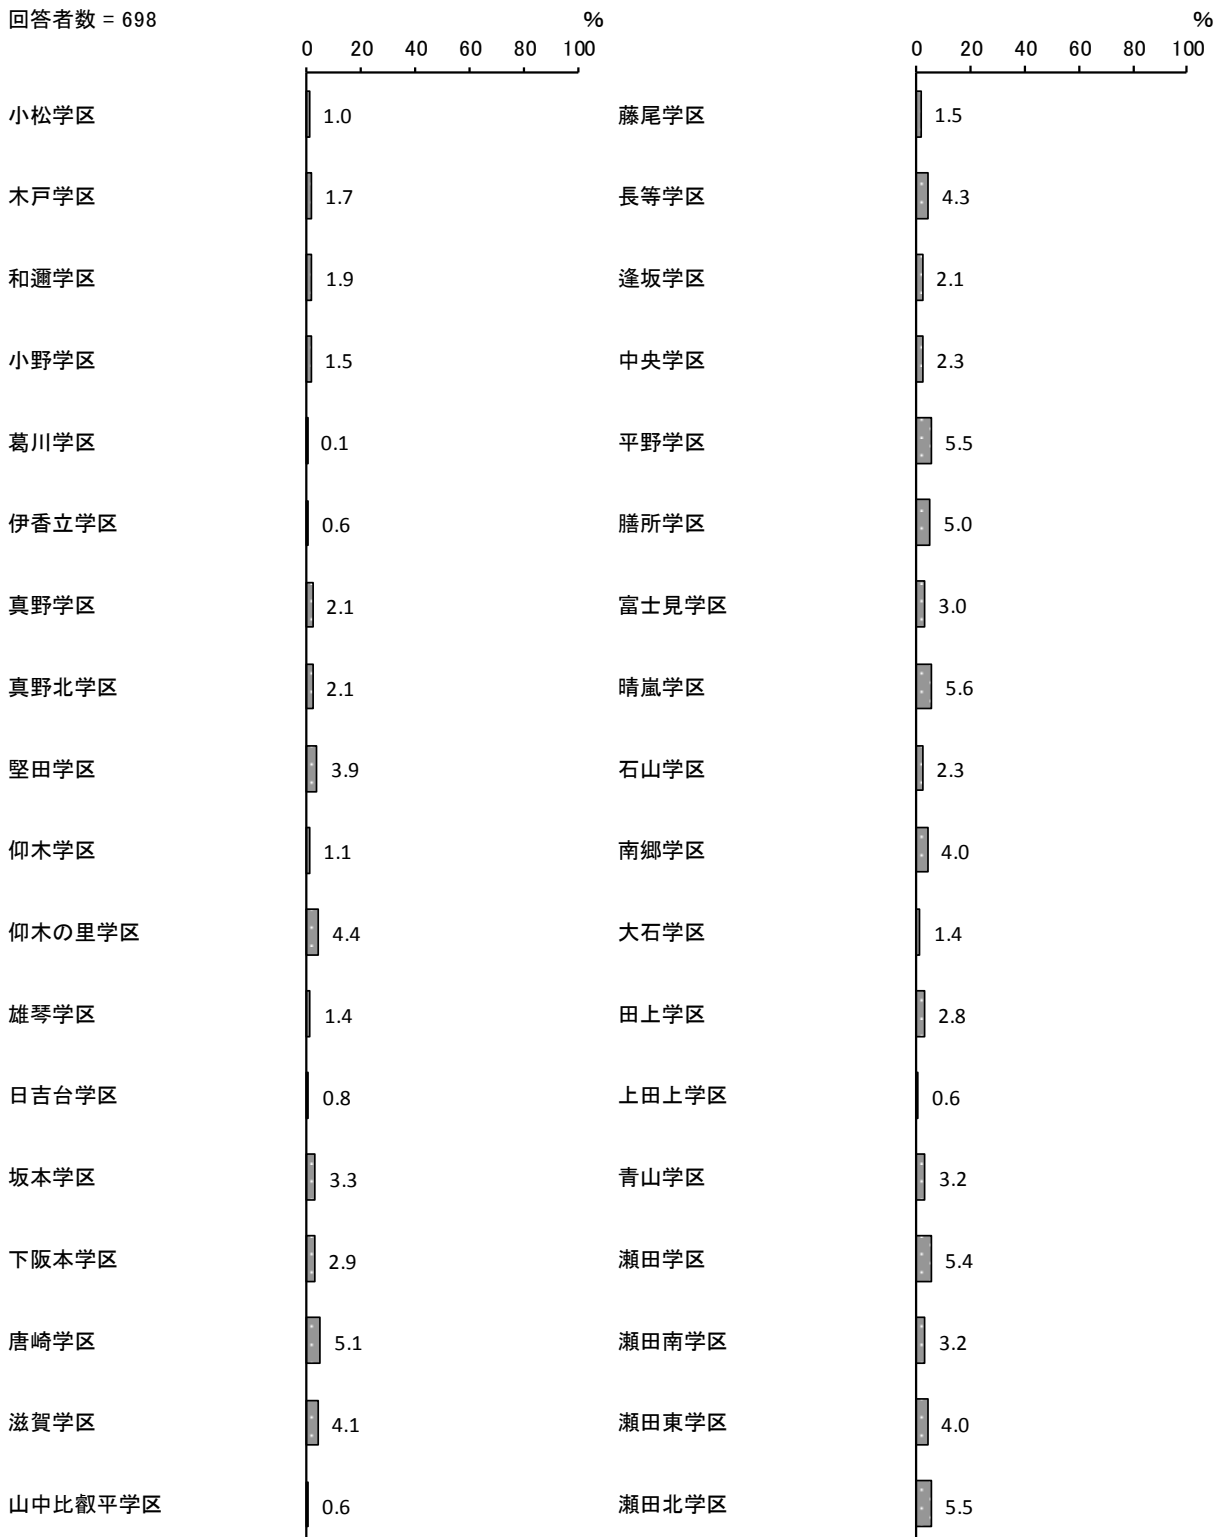 回答者数 = 698
%
0 20 40 60 80 100
小松学区 1.0
木戸学区 1.7
和邇学区 1.9
小野学区 1.5
葛川学区 0.1
伊香立学区 0.6
真野学区 2.1
真野北学区 2.1
堅田学区 3.9
仰木学区 1.1
仰木の里学区 4.4
雄琴学区 1.4
日吉台学区 0.8
坂本学区 3.3
下阪本学区 2.9
唐崎学区 5.1
滋賀学区 4.1
山中比叡平学区 0.6
%
0 20 40 60 80 100
藤尾学区 1.5
長等学区 4.3
逢坂学区 2.1
中央学区 2.3
平野学区 5.5
膳所学区 5.0
富士見学区 3.0
晴嵐学区 5.6
石山学区 2.3
南郷学区 4.0
大石学区 1.4
田上学区 2.8
上田上学区 0.6
青山学区 3.2
瀬田学区 5.4
瀬田南学区 3.2
瀬田東学区 4.0
瀬田北学区 5.5